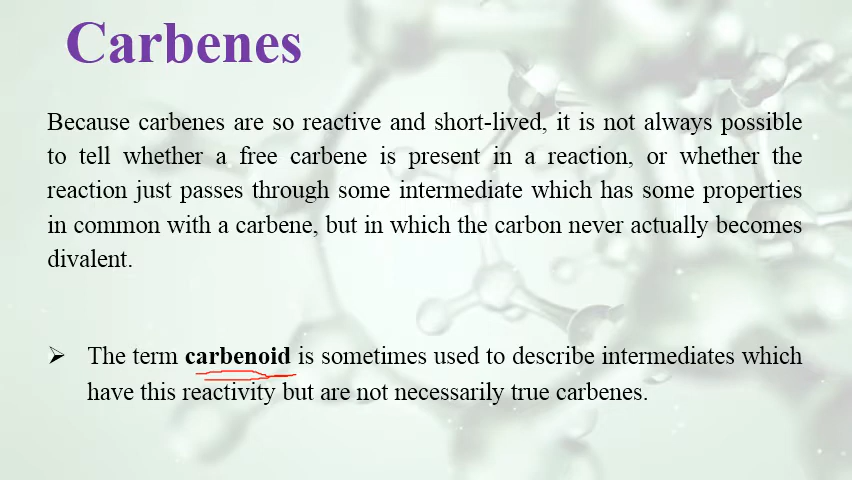 Carbenes
Because carbenes are so reactive and short-lived, it is not always possible
to tell whether a free carbene is present in a reaction, or whether the
reaction just passes through some intermediate which has some properties
in common with a carbene, but in which the carbon never actually becomes
divalent.
➢ The term carbenoid is sometimes used to describe intermediates which
have this reactivity but are not necessarily true carbenes.